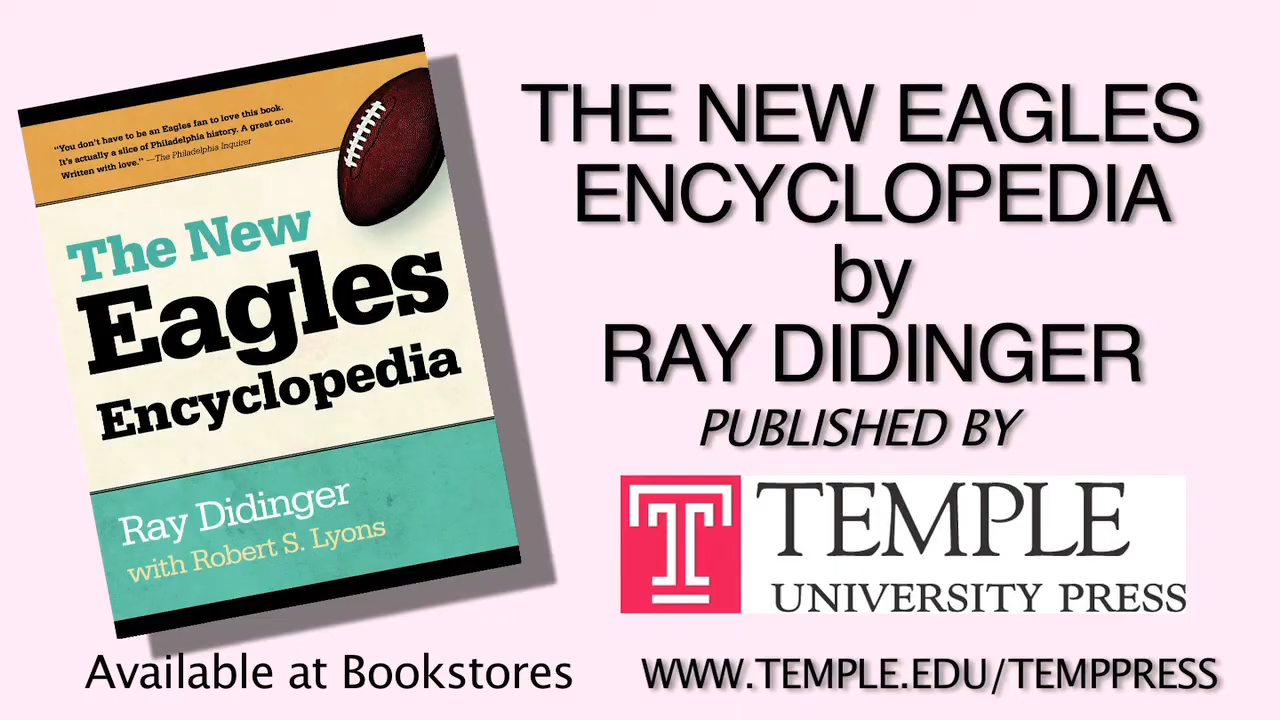 "You don't have to be an Eagles fan to love this book.
It's actually a slice of Philadelphia history. A great one.
Written with love." —The Philadelphia Inquirer
The New
Eagles
Encyclopedia
Ray Didinger
with Robert S. Lyons
THE NEW EAGLES
ENCYCLOPEDIA
by
RAY DIDINGER
PUBLISHED BY
T TEMPLE
UNIVERSITY PRESS
Available at Bookstores
WWW.TEMPLE.EDU/TEMPPRESS